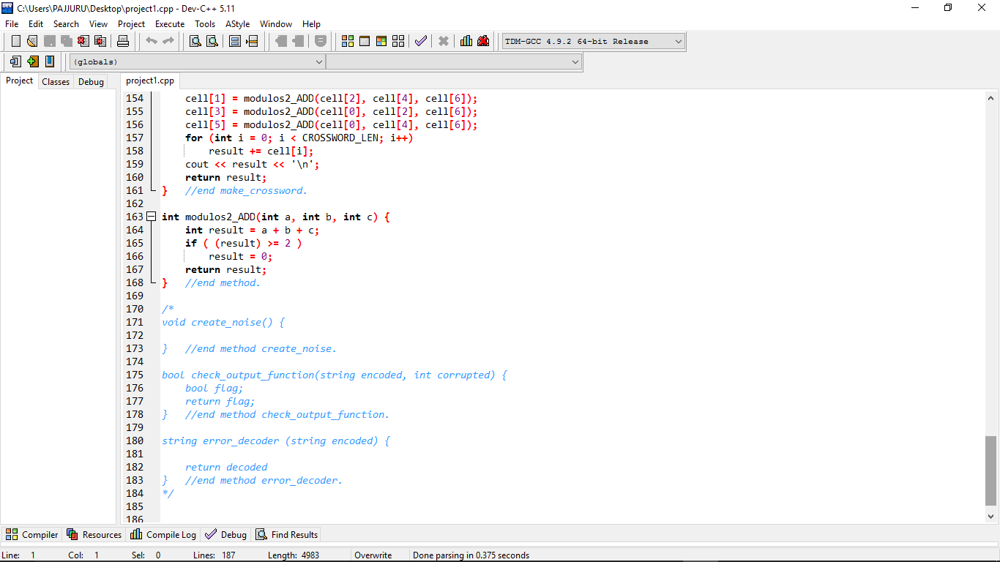 C:\Users\PAJJURU\Desktop\project1.cpp - Dev-C++ 5.11
File Edit Search View Project Execute Tools AStyle Window Help
TDM-GCC 4.9.2 64-bit Release
(globals)
Project Classes Debug project1.cpp
154 cell[1] = modulos2_ADD(cell[2], cell[4], cell[6]);
155 cell[3] = modulos2_ADD(cell[0], cell[2], cell[6]);
156 cell[5] = modulos2_ADD(cell[0], cell[4], cell[6]);
157 for (int i = 0; i < CROSSWORD_LEN; i++)
158 result += cell[i];
159 cout << result << '\n';
160 return result;
161 } //end make_crossword.
162
163 int modulos2_ADD(int a, int b, int c) {
164 int result = a + b + c;
165 if ( (result) >= 2 )
166 result = 0;
167 return result;
168 } //end method.
169
170 /*
171 void create_noise() {
172
173 } //end method create_noise.
174
175 bool check_output_function(string encoded, int corrupted) {
176 bool flag;
177 return flag;
178 } //end method check_output_function.
179
180 string error_decoder (string encoded) {
181
182 return decoded
183 } //end method error_decoder.
184 */
185
186
Compiler Resources Compile Log Debug Find Results
Line: 1 Col: 1 Sel: 0 Lines: 187 Length: 4983 Overwrite Done parsing in 0.375 seconds